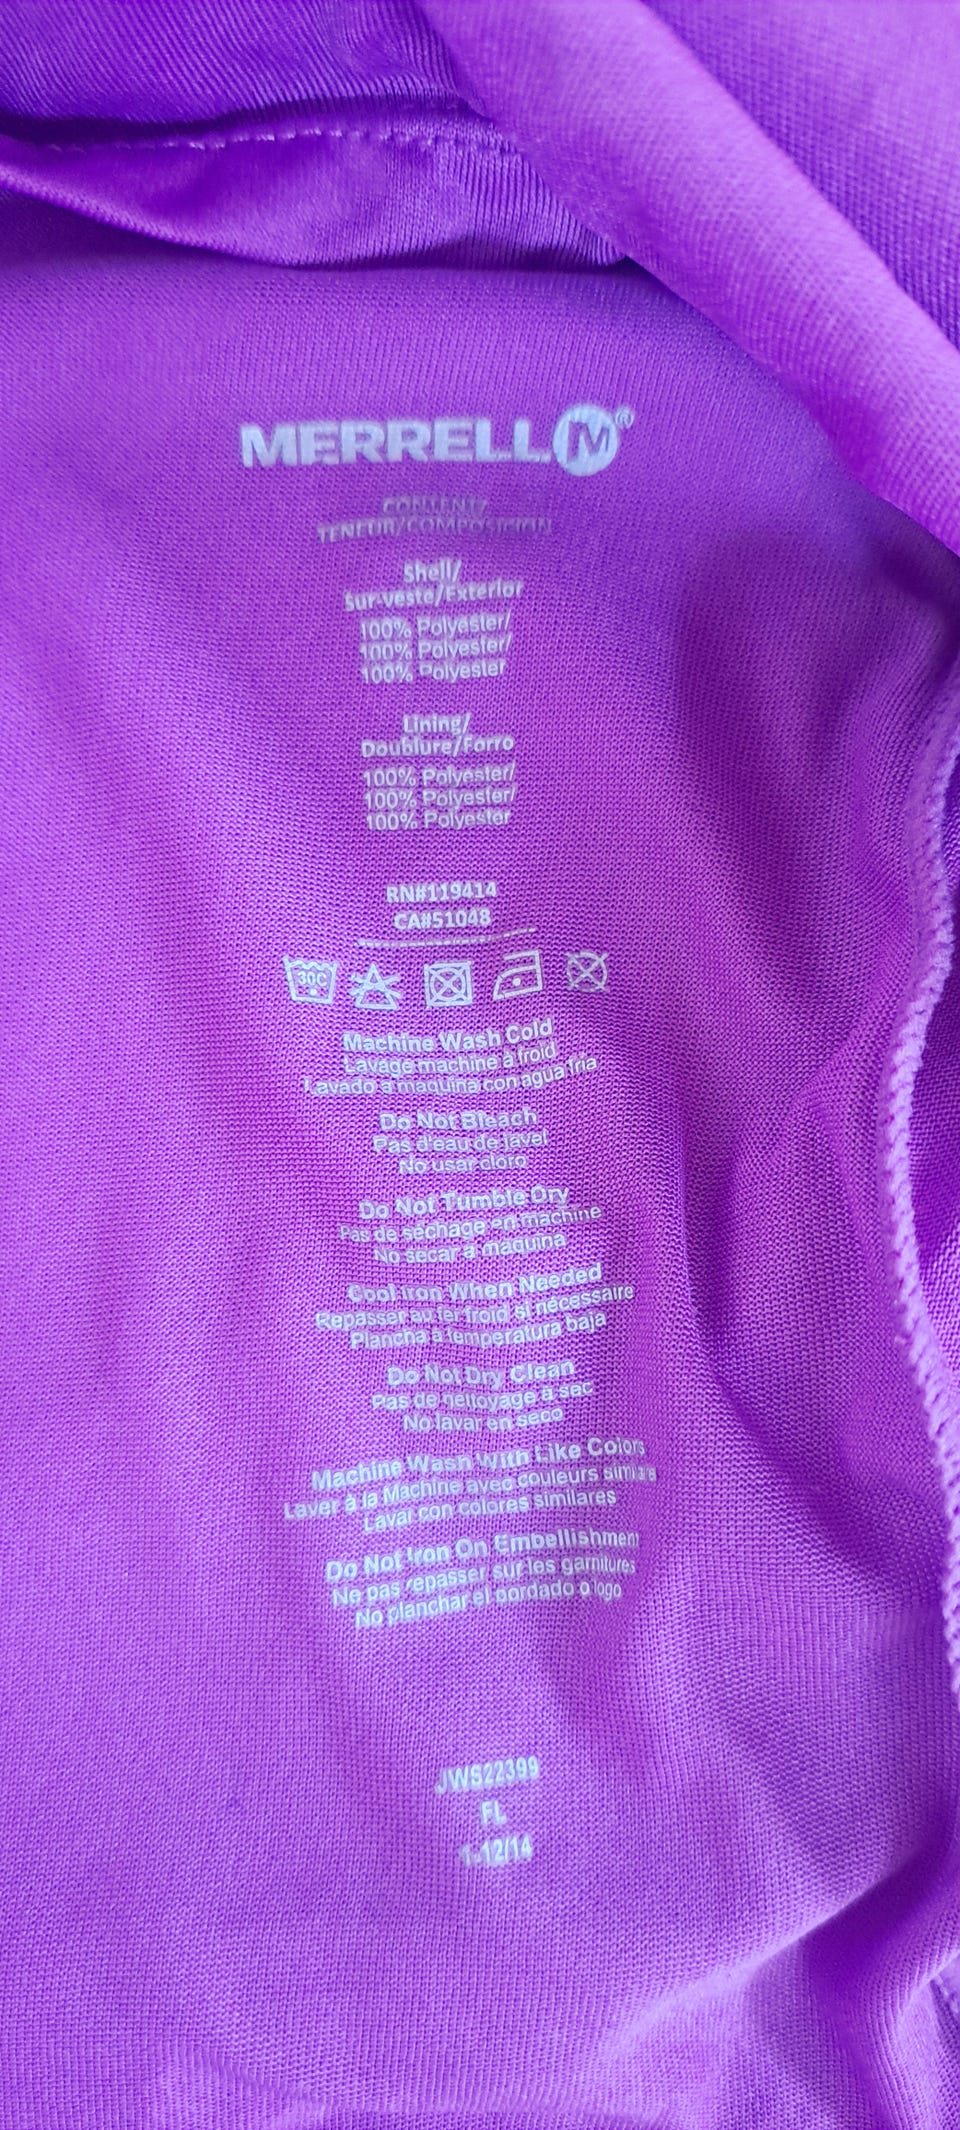 MERRELL M®
CONTENT/
TENEUR/COMPOSICION
Shell/
Sur-veste/Exterior
100% Polyester/
100% Polyester/
100% Polyester
Lining/
Doublure/Forro
100% Polyester/
100% Polyester/
100% Polyester
RN#119414
CA#51048
30C
Machine Wash Cold
Lavage machine à froid
Lavado a maquina con agua fria
Do Not Bleach
Pas d'eau de javel
No usar cloro
Do Not Tumble Dry
Pas de séchage en machine
No secar a maquina
Cool Iron When Needed
Repasser au fer froid si nécessaire
Plancha a temperatura baja
Do Not Dry Clean
Pas de nettoyage à sec
No lavar en seco
Machine Wash With Like Colors
Laver à la Machine avec couleurs similaires
Lavar con colores similares
Do Not Iron On Embellishment
Ne pas repasser sur les garnitures
No planchar el bordado o logo
JWS22399
FL
12/14